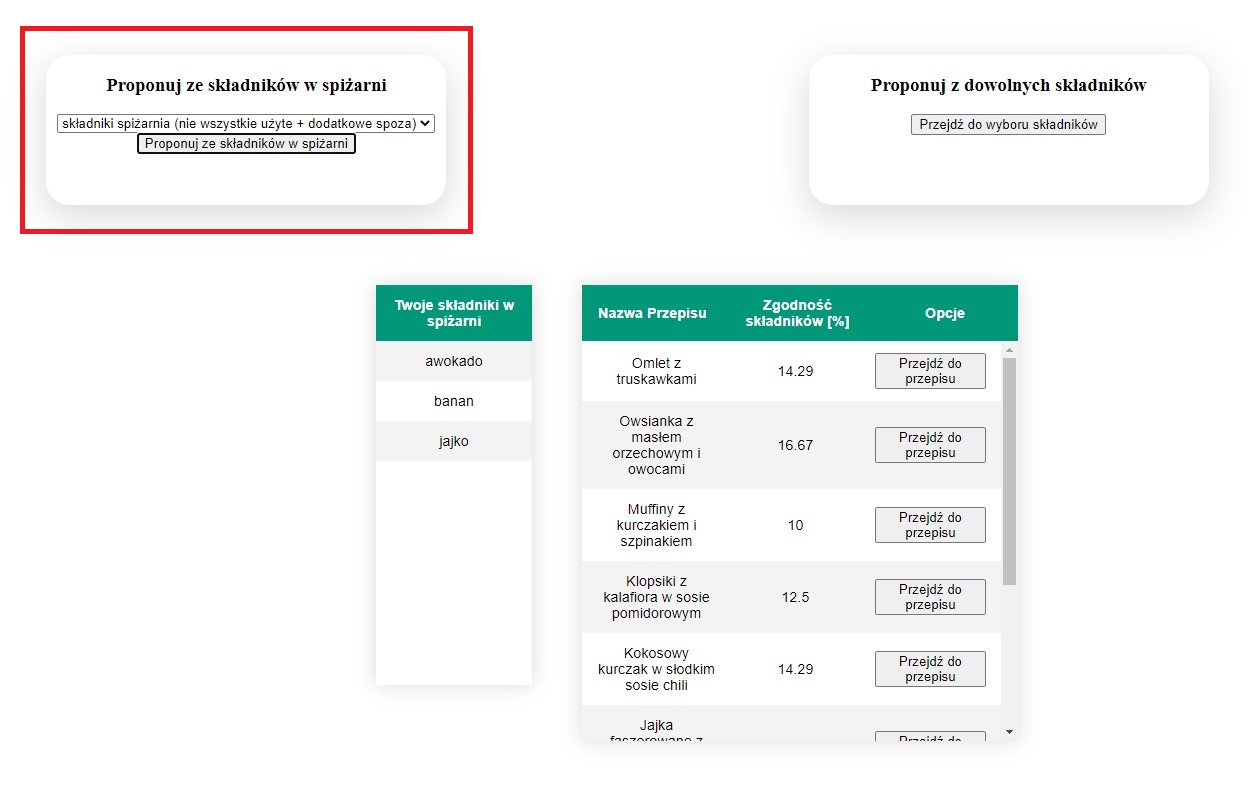 Proponuj ze składników w spiżarni
składniki spiżarnia (nie wszystkie użyte + dodatkowe spoza)
Proponuj ze składników w spiżarni
Proponuj z dowolnych składników
Przejdź do wyboru składników
Twoje składniki w
spiżarni
awokado
banan
jajko
Nazwa Przepisu
Zgodność
składników [%]
Opcje
Omlet z
truskawkami
14.29
Przejdź do
przepisu
Owsianka z
masłem
orzechowym i
owocami
16.67
Przejdź do
przepisu
Muffiny z
kurczakiem i
szpinakiem
10
Przejdź do
przepisu
Klopsiki z
kalafiora w sosie
pomidorowym
12.5
Przejdź do
przepisu
Kokosowy
kurczak w słodkim
sosie chili
14.29
Przejdź do
przepisu
Jajka
faszerowane z
Przejdź do